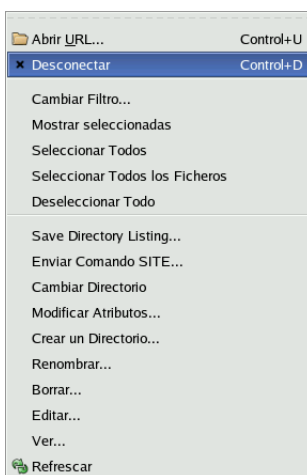 Abrir URL... Control+U
Desconectar Control+D
Cambiar Filtro...
Mostrar seleccionadas
Seleccionar Todos
Seleccionar Todos los Ficheros
Deseleccionar Todo
Save Directory Listing...
Enviar Comando SITE...
Cambiar Directorio
Modificar Atributos...
Crear un Directorio...
Renombrar...
Borrar...
Editar...
Ver...
Refrescar